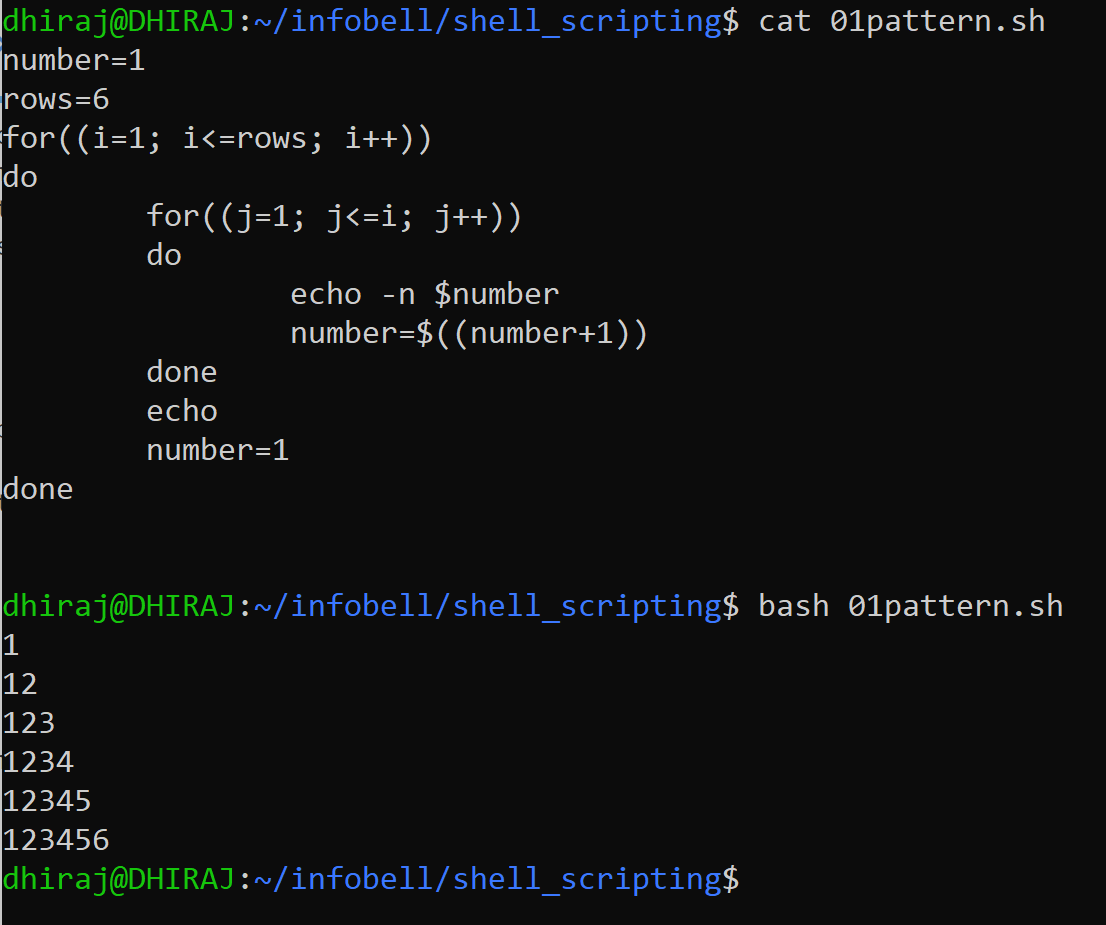 dhiraj@DHIRAJ:~/infobell/shell_scripting$ cat 01pattern.sh
number=1
rows=6
for((i=1; i<=rows; i++))
do
        for((j=1; j<=i; j++))
        do
                echo -n $number
                number=$((number+1))
        done
        echo
        number=1
done
dhiraj@DHIRAJ:~/infobell/shell_scripting$ bash 01pattern.sh
1
12
123
1234
12345
123456
dhiraj@DHIRAJ:~/infobell/shell_scripting$